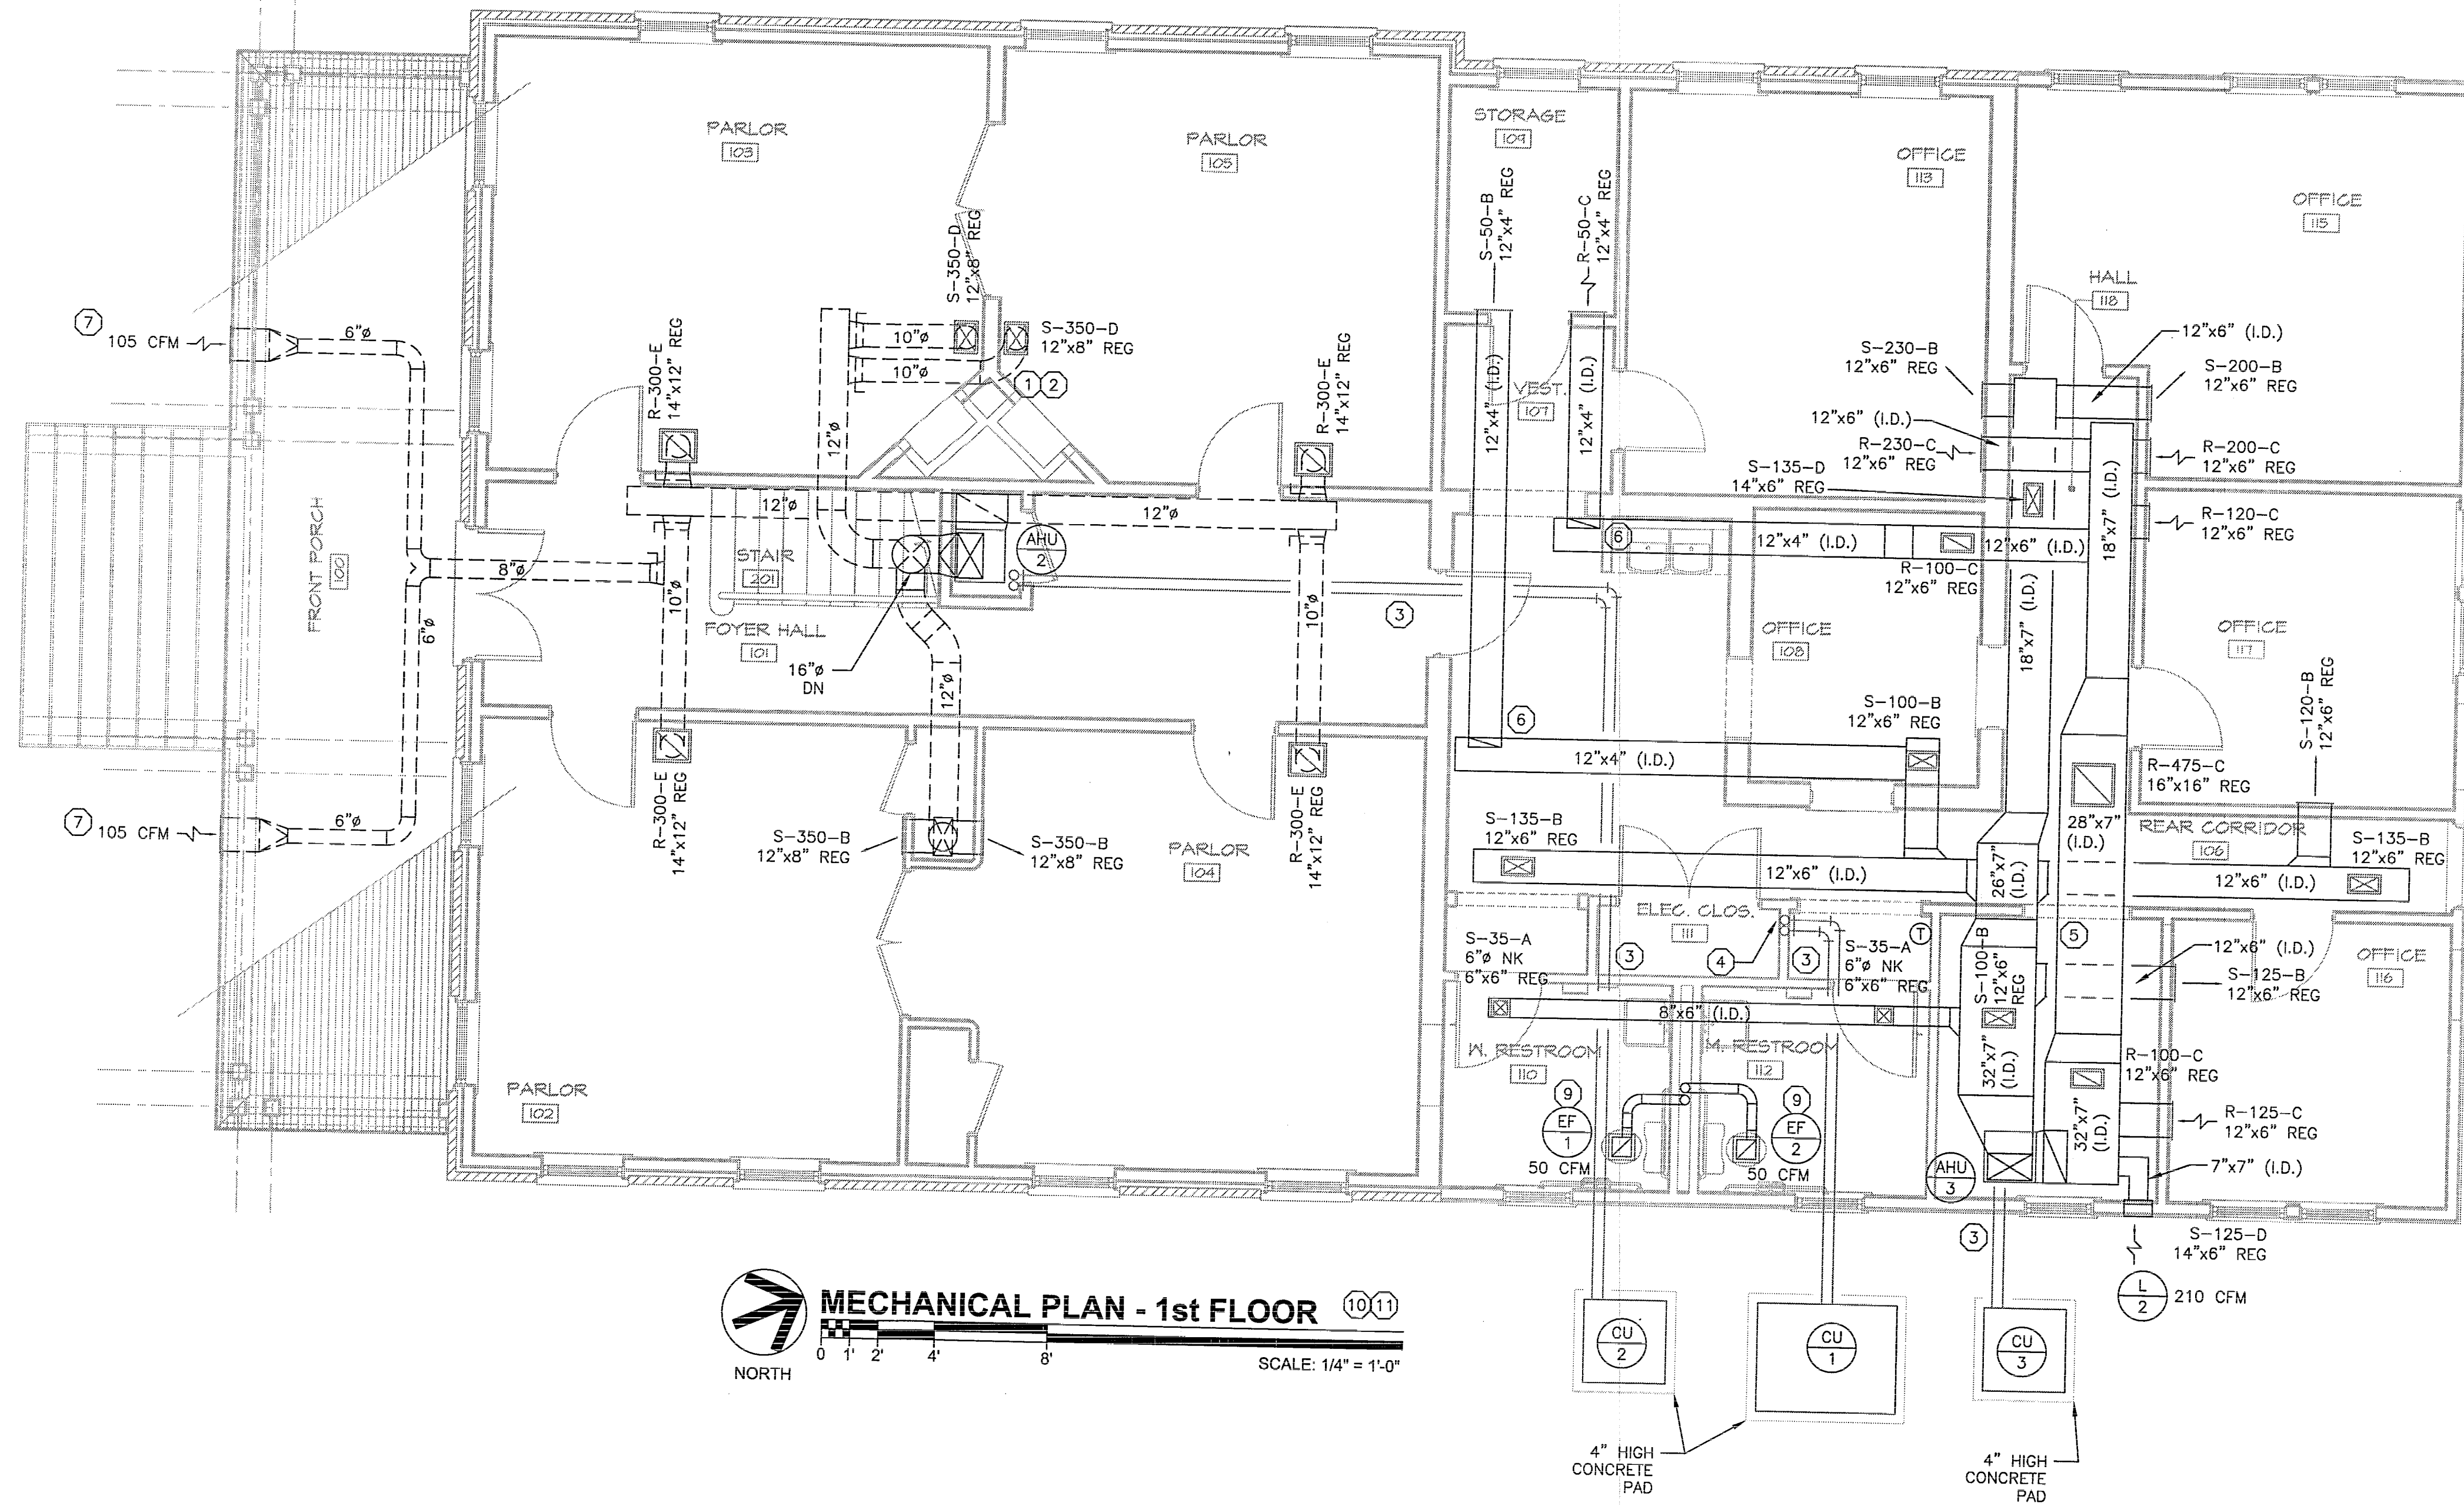 PARLOR
103
PARLOR
105
STORAGE
109
OFFICE
113
OFFICE
115
S-50-B
12"x4" REG
R-50-C
12"x4" REG
S-350-D
12"x8" REG
HALL
118
7
105 CFM
6"ø
R-300-E
14"x12" REG
10"ø
10"ø
S-350-D
12"x8" REG
1
2
R-300-E
14"x12" REG
12"x4" (I.D.)
VEST.
107
12"x4" (I.D.)
12"x6" (I.D.)
S-230-B
12"x6" REG
S-200-B
12"x6" REG
12"x6" (I.D.)
R-230-C
12"x6" REG
R-200-C
12"x6" REG
S-135-D
14"x6" REG
12"ø
18"x7" (I.D.)
R-120-C
12"x6" REG
FRONT PORCH
100
8"ø
6"ø
10"ø
12"ø
STAIR
201
12"ø
AHU
2
6
12"x4" (I.D.)
12"x6" (I.D.)
R-100-C
12"x6" REG
3
10"ø
FOYER HALL
101
16"ø
DN
12"ø
OFFICE
108
18"x7" (I.D.)
OFFICE
117
S-120-B
12"x6" REG
6
S-100-B
12"x6" REG
12"x4" (I.D.)
R-475-C
16"x16" REG
7
105 CFM
6"ø
R-300-E
14"x12" REG
S-350-B
12"x8" REG
S-350-B
12"x8" REG
PARLOR
104
R-300-E
14"x12" REG
S-135-B
12"x6" REG
12"x6" (I.D.)
26"x7"
(I.D.)
28"x7"
(I.D.)
REAR CORRIDOR
106
S-135-B
12"x6" REG
12"x6" (I.D.)
ELEC. CLOS.
111
S-35-A
6"ø NK
6"x6" REG
3
4
3
S-35-A
6"ø NK
6"x6" REG
T
S-100-B
12"x6"
REG
5
12"x6" (I.D.)
S-125-B
12"x6" REG
OFFICE
116
8"x6" (I.D.)
W. RESTROOM
110
M. RESTROOM
112
32"x7"
(I.D.)
R-100-C
12"x6" REG
PARLOR
102
9
EF
1
50 CFM
9
EF
2
50 CFM
32"x7"
(I.D.)
R-125-C
12"x6" REG
AHU
3
7"x7" (I.D.)
3
S-125-D
14"x6" REG
L
2
210 CFM
MECHANICAL PLAN - 1st FLOOR
10
11
NORTH
0 1' 2' 4' 8'
SCALE: 1/4" = 1'-0"
CU
2
CU
1
CU
3
4" HIGH
CONCRETE
PAD
4" HIGH
CONCRETE
PAD